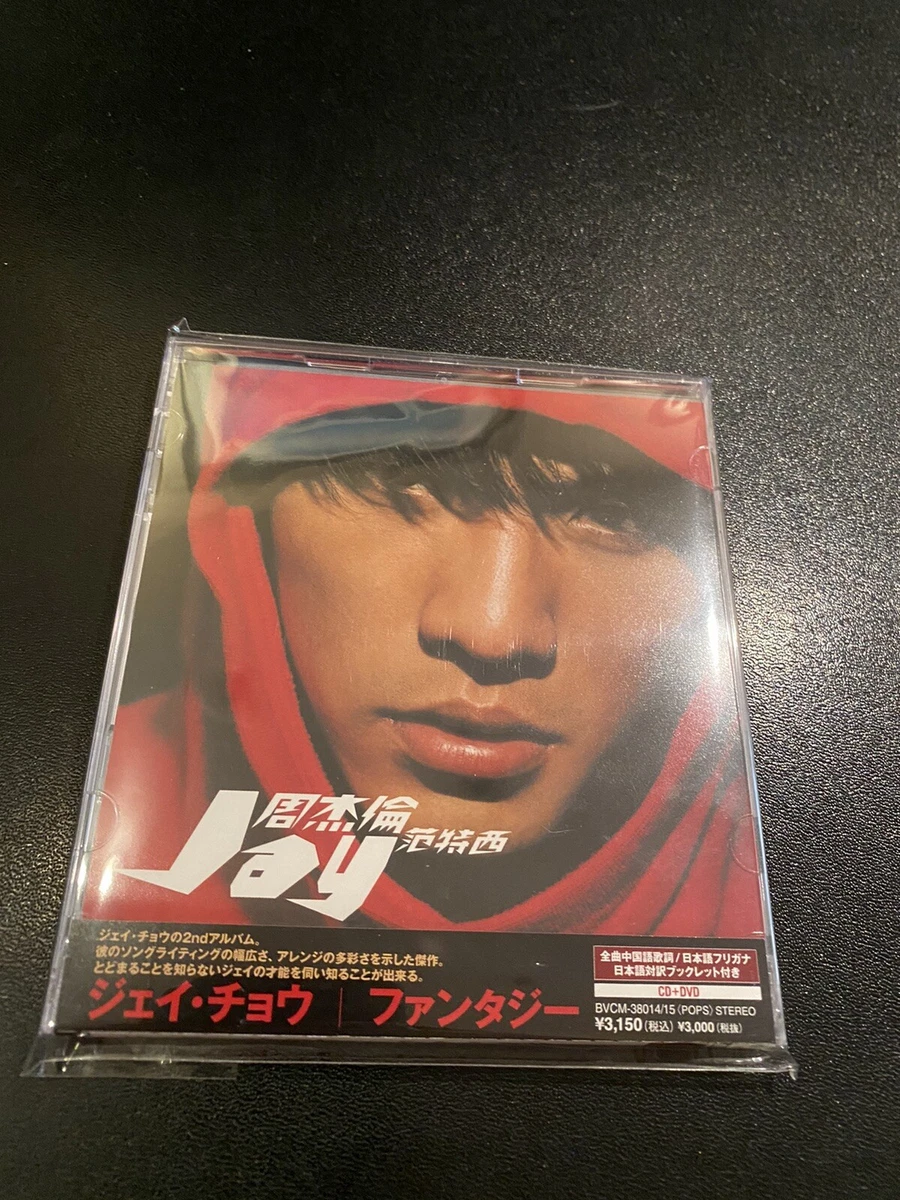 周杰倫
Jay
范特西
ジェイ・チョウの2ndアルバム。
彼のソングライティングの幅広さ、アレンジの多彩さを示した傑作。
とどまることを知らないジェイの才能を伺い知ることが出来る。
ジェイ・チョウ | ファンタジー
全曲中国語歌詞/日本語フリガナ
日本語対訳ブックレット付き
CD+DVD
BVCM-38014/15〈POPS〉STEREO
¥3,150(税込) ¥3,000(税抜)